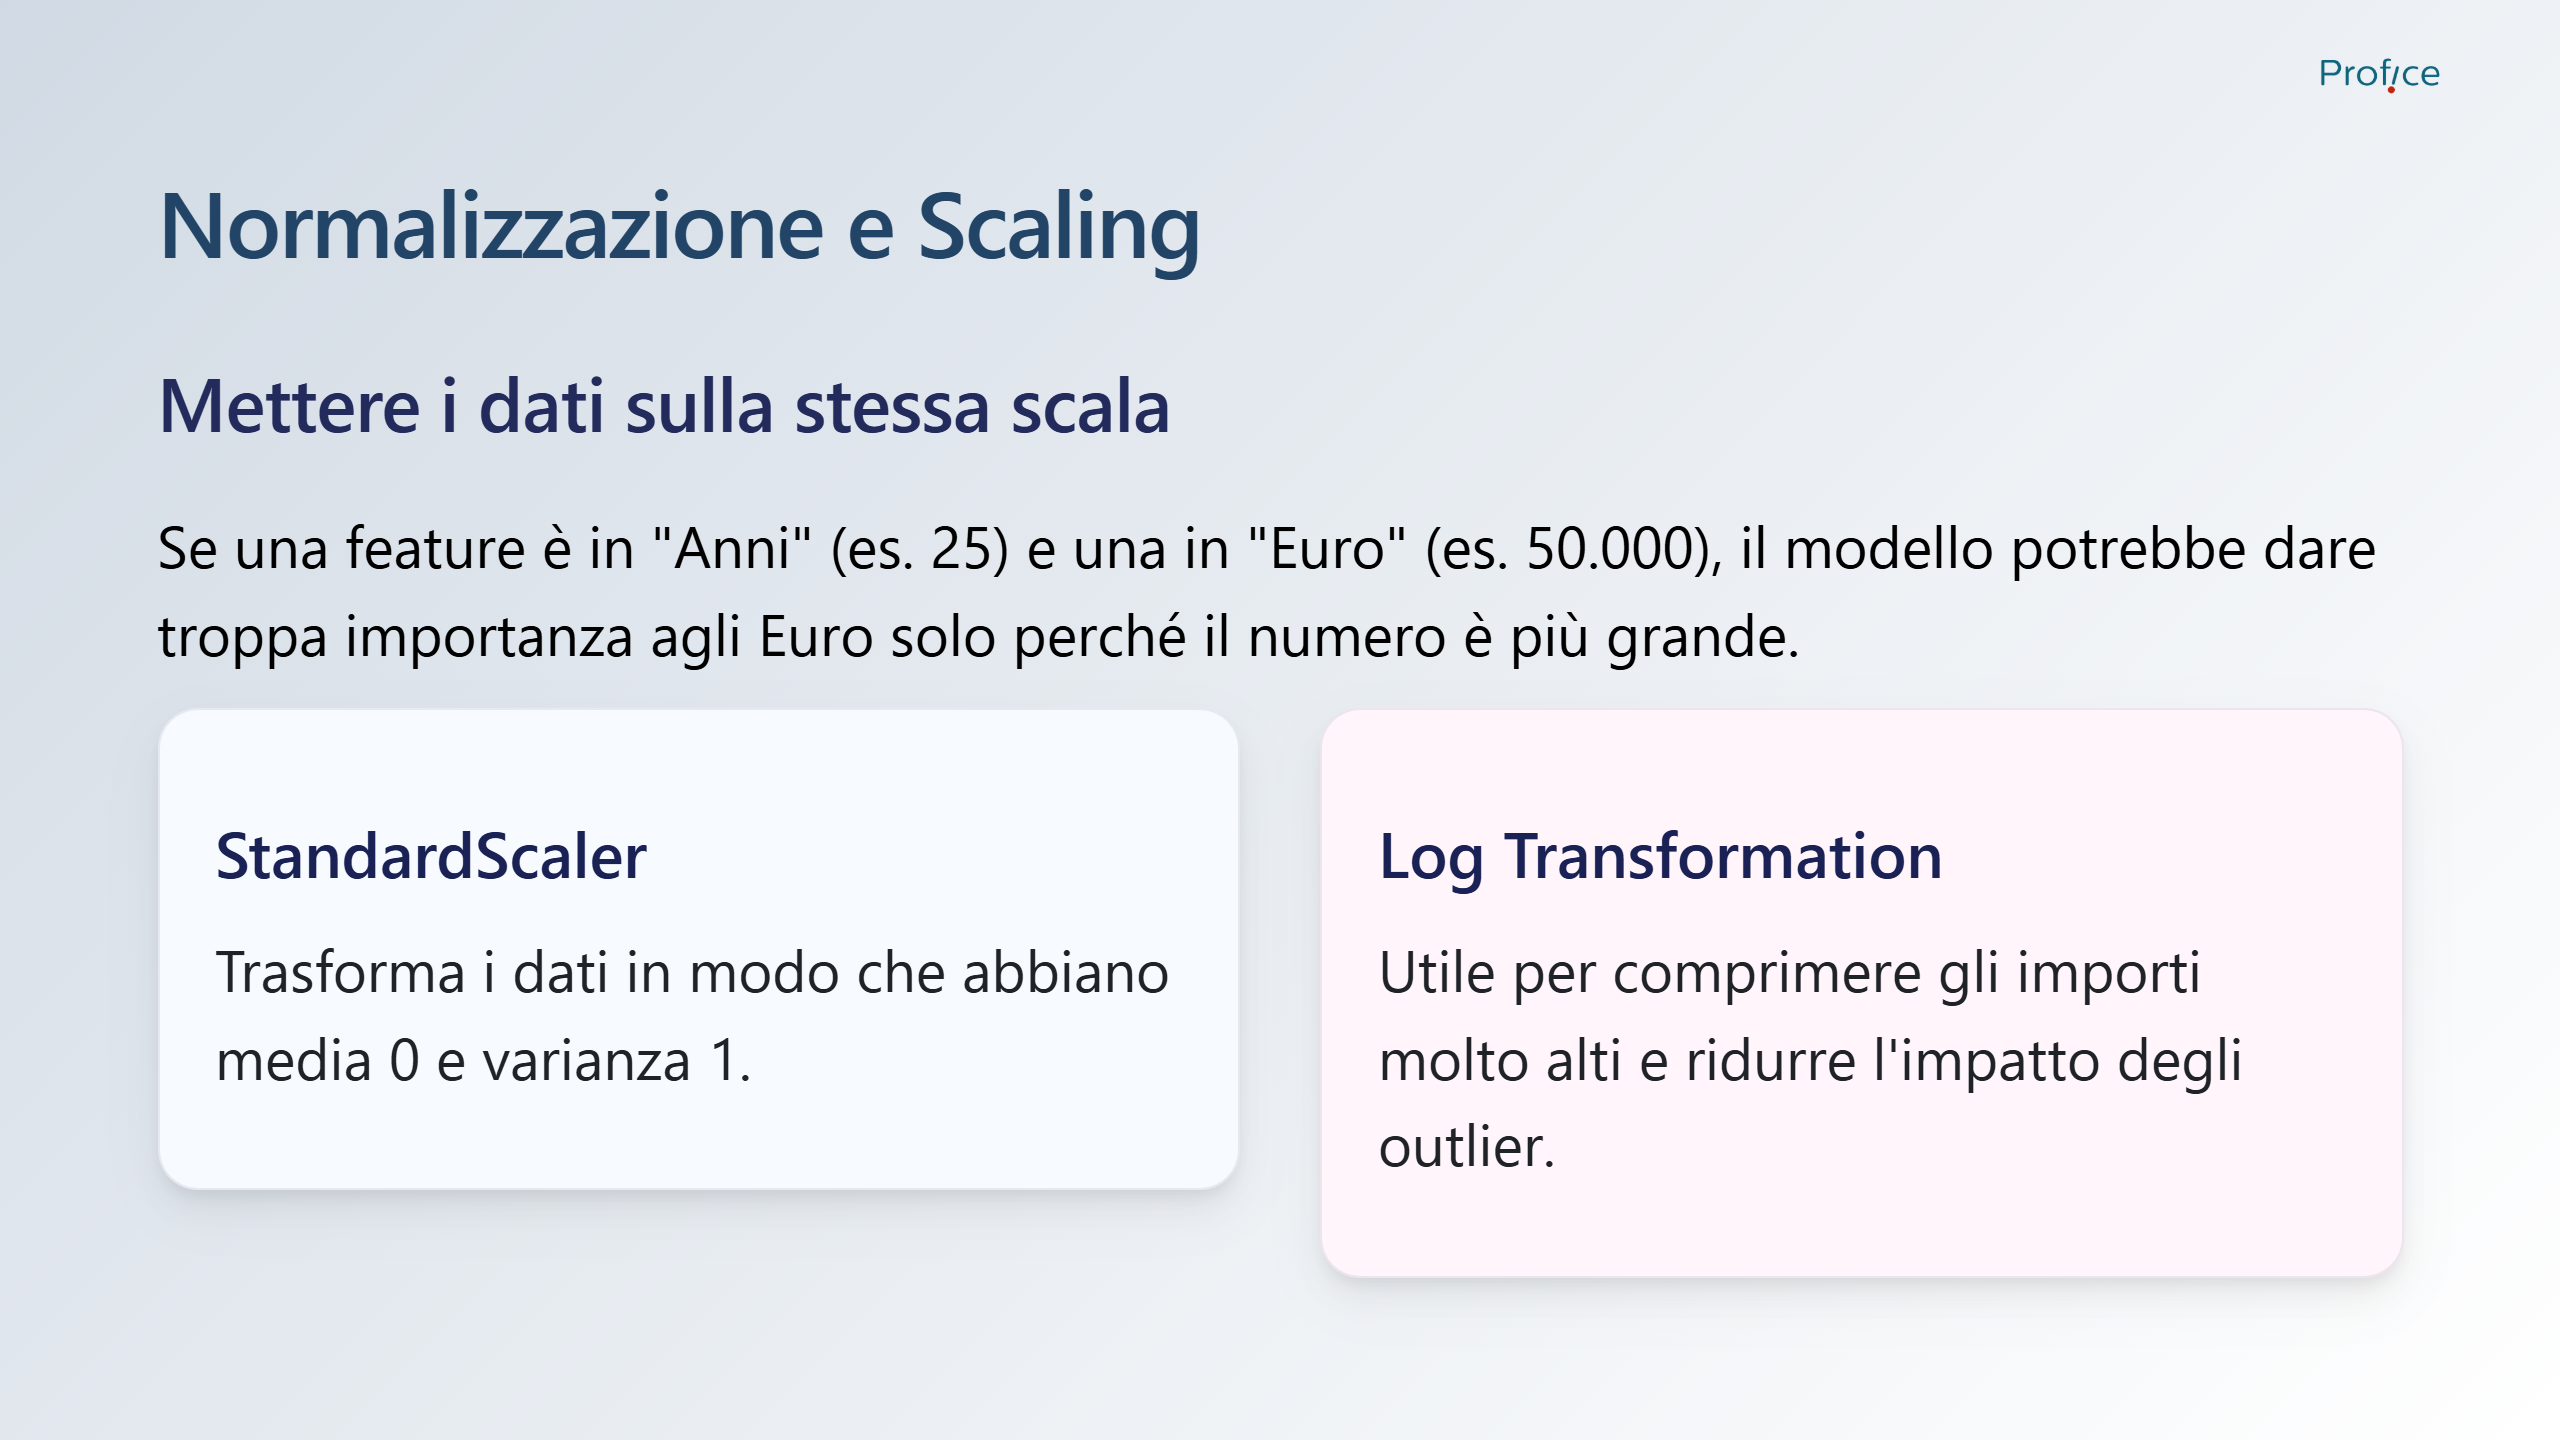 Profice
Normalizzazione e Scaling
Mettere i dati sulla stessa scala
Se una feature è in "Anni" (es. 25) e una in "Euro" (es. 50.000), il modello potrebbe dare
troppa importanza agli Euro solo perché il numero è più grande.
StandardScaler
Trasforma i dati in modo che abbiano
media 0 e varianza 1.
Log Transformation
Utile per comprimere gli importi
molto alti e ridurre l'impatto degli
outlier.